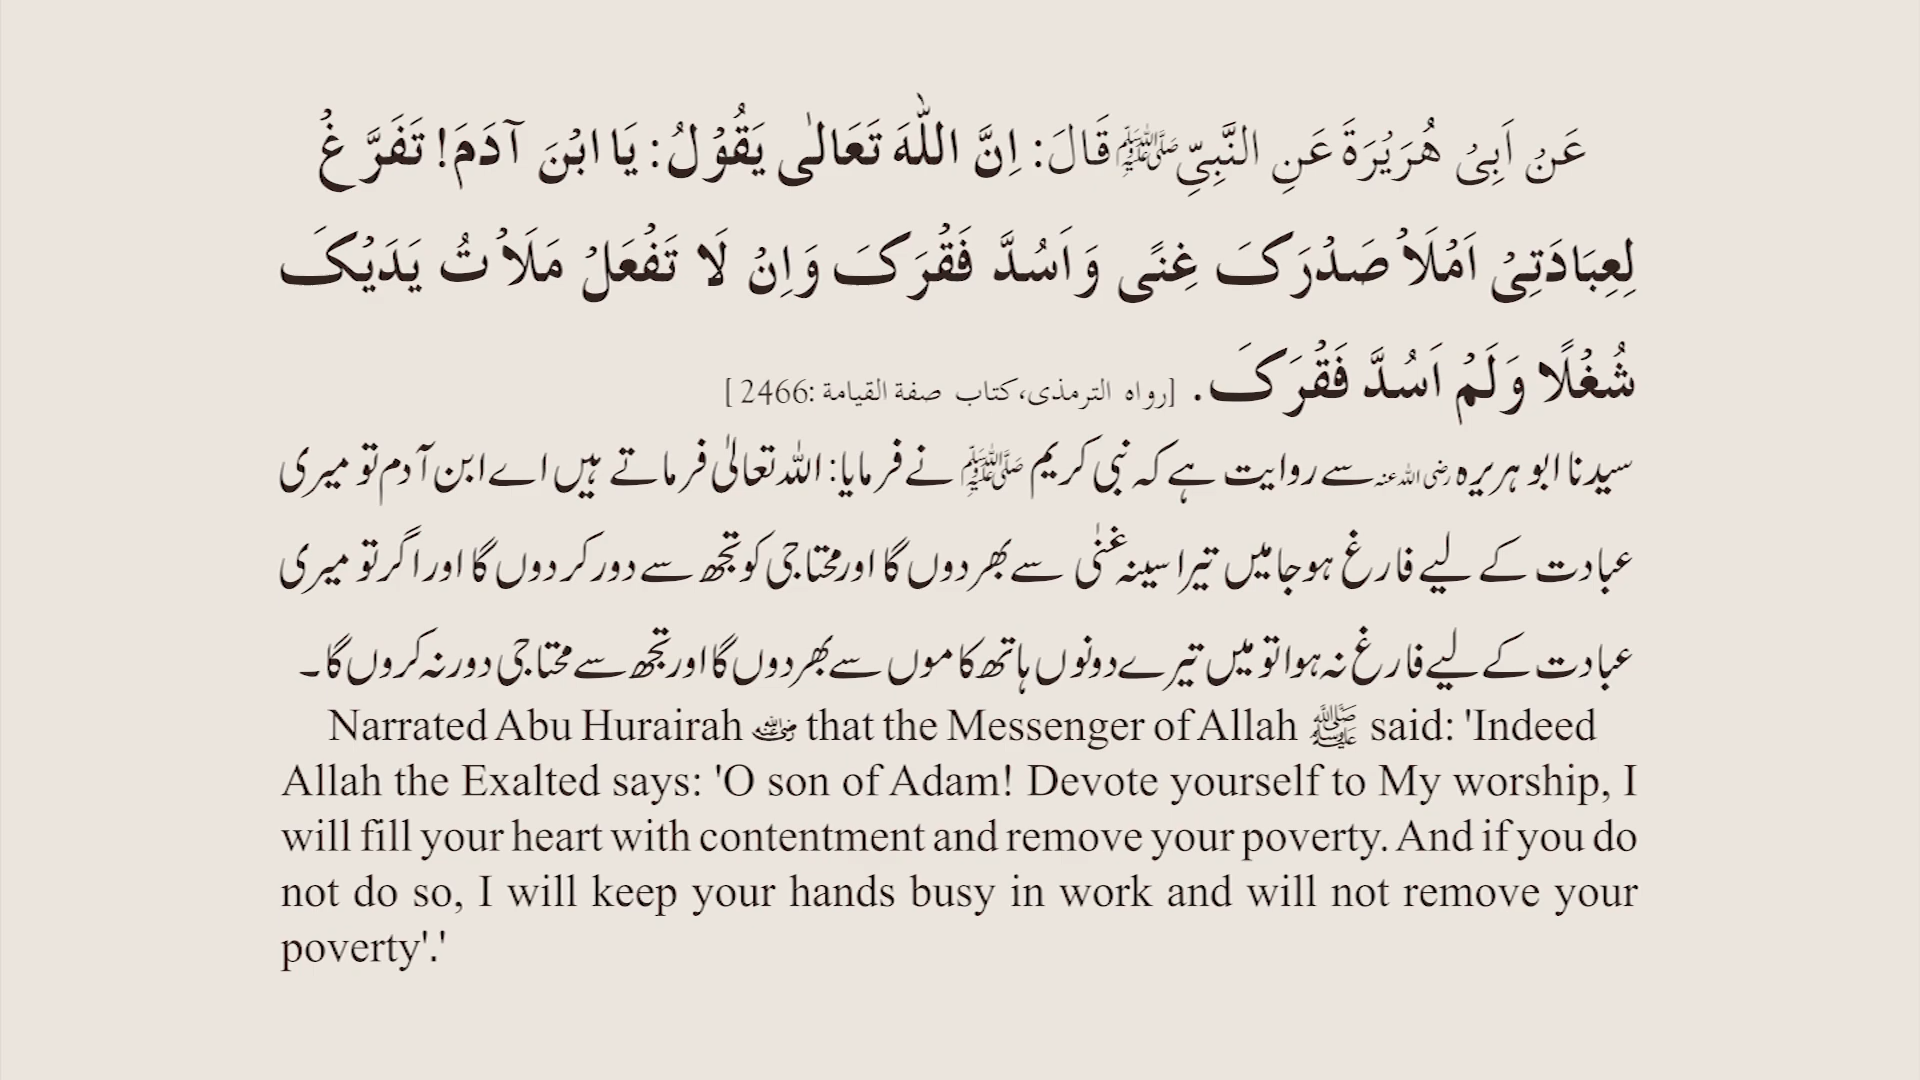 عَنْ اَبِیْ هُرَیْرَةَ عَنِ النَّبِیِّ ﷺ قَالَ: اِنَّ اللّٰهَ تَعَالٰی یَقُوْلُ: یَا ابْنَ آدَمَ! تَفَرَّغْ
لِعِبَادَتِیْ اَمْلَاْ صَدْرَکَ غِنًی وَاَسُدَّ فَقْرَکَ وَاِنْ لَا تَفْعَلْ مَلَاْتُ یَدَیْکَ
شُغْلًا وَلَمْ اَسُدَّ فَقْرَکَ. [رواه الترمذی، کتاب صفة القیامة :2466 ]
سیدنا ابو ہریرہ رضی اللہ عنہ سے روایت ہے کہ نبی کریم ﷺ نے فرمایا: اللہ تعالیٰ فرماتے ہیں اے ابن آدم تو میری
عبادت کے لیے فارغ ہو جا میں تیرا سینہ غنٰی سے بھر دوں گا اور محتاجی کو تجھ سے دور کر دوں گا اور اگر تو میری
عبادت کے لیے فارغ نہ ہوا تو میں تیرے دونوں ہاتھ کاموں سے بھر دوں گا اور تجھ سے محتاجی دور نہ کروں گا۔
Narrated Abu Hurairah رضی اللہ عنہ that the Messenger of Allah ﷺ said: 'Indeed
Allah the Exalted says: 'O son of Adam! Devote yourself to My worship, I
will fill your heart with contentment and remove your poverty. And if you do
not do so, I will keep your hands busy in work and will not remove your
poverty'.'